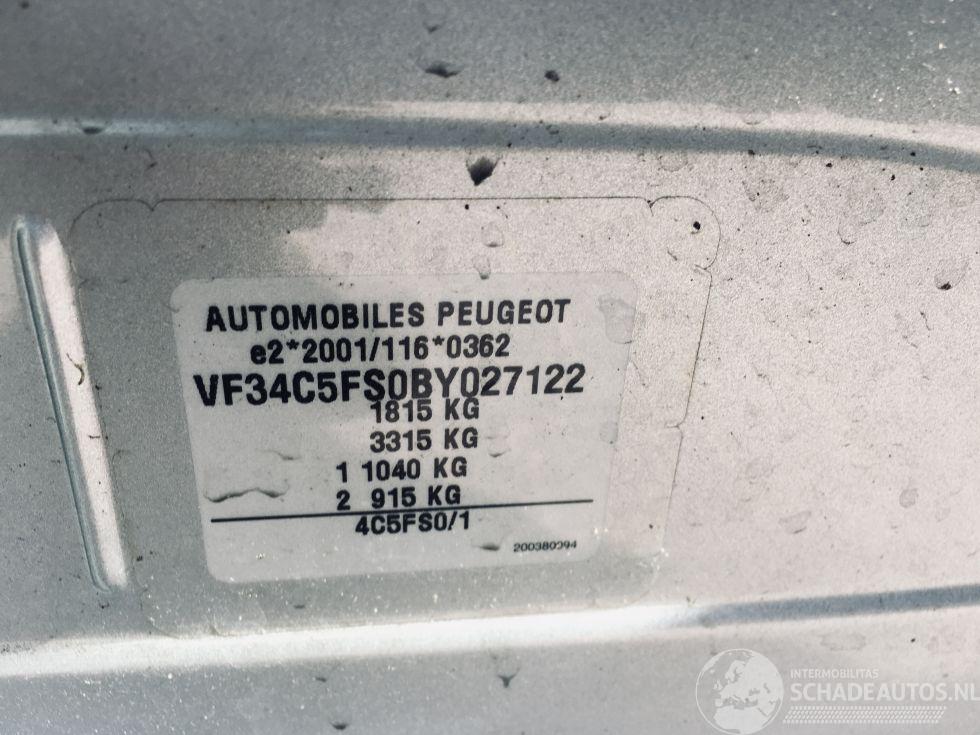 AUTOMOBILES PEUGEOT
e2*2001/116*0362
VF34C5FS0BY027122
1815 KG
3315 KG
1 1040 KG
2 915 KG
4C5FS0/1
200380394
INTERMOBILITAS
SCHADEAUTOS.NL